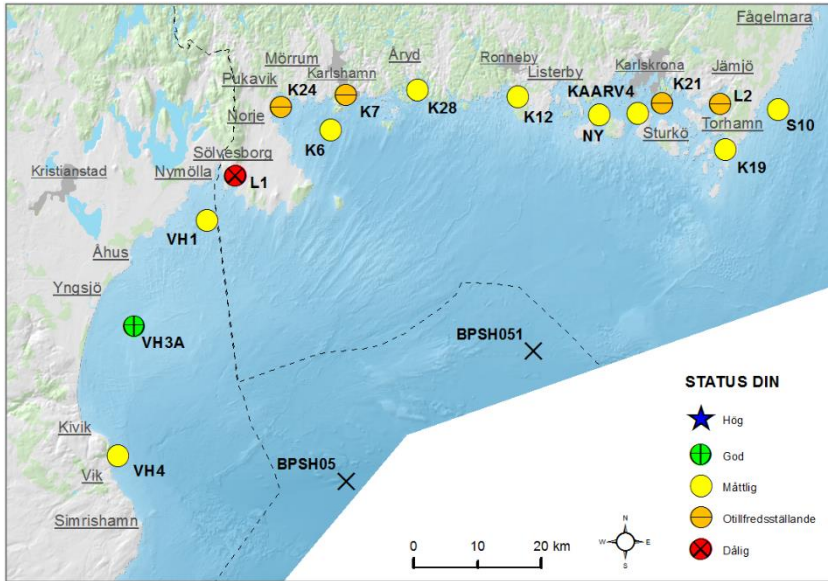 Fågelmara
Åryd
Mörrum
Ronneby
Karlskrona
Jämjö
Karlshamn
Pukavik
K24
K7
K28
Listerby
K12
KAARV4
K21
L2
Norje
K6
NY
Sturkö
Torhamn
S10
Sölvesborg
K19
Kristianstad
Nymölla
L1
VH1
Åhus
Yngsjö
VH3A
BPSH051
STATUS DIN
Hög
God
Måttlig
Otillfredsställande
Dålig
Kivik
VH4
Vik
BPSH05
Simrishamn
N
W
E
S
0
10
20 km